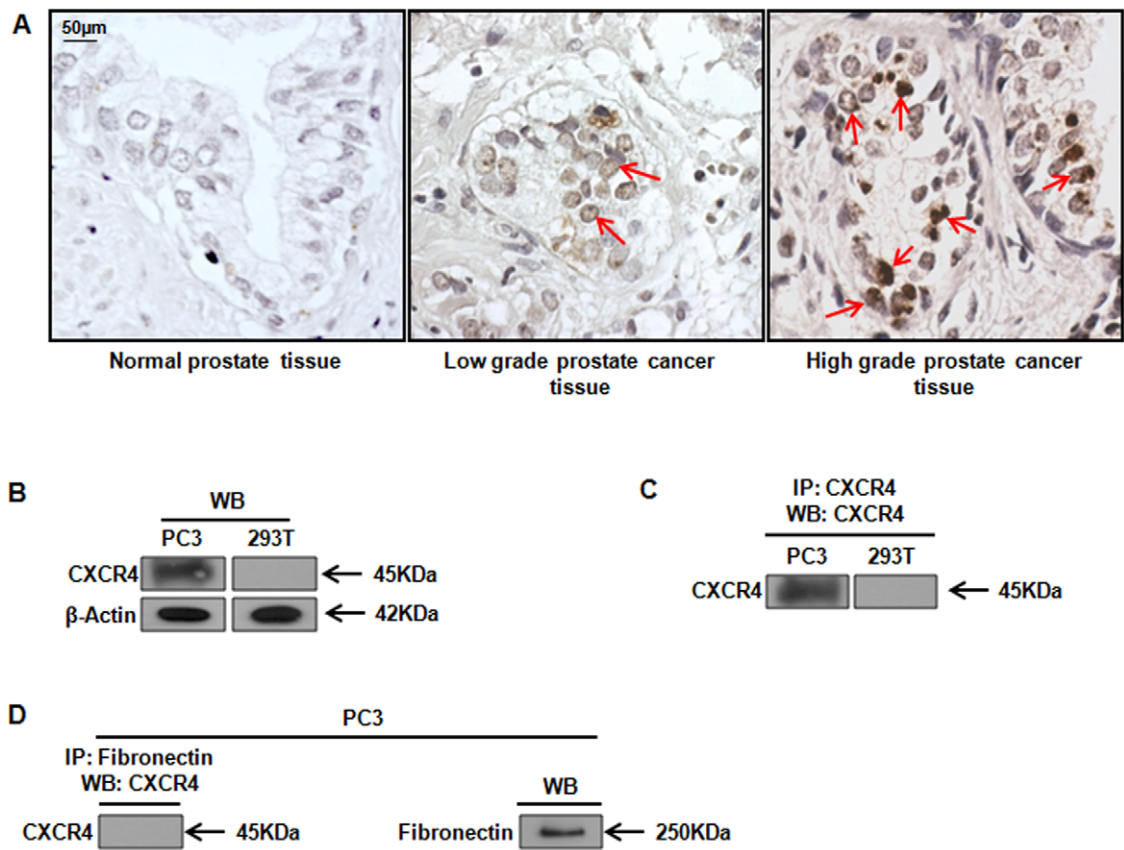 A
50µm
Normal prostate tissue
Low grade prostate cancer
tissue
High grade prostate cancer
tissue
B
WB
PC3 293T
CXCR4 45KDa
β-Actin 42KDa
C
IP: CXCR4
WB: CXCR4
PC3 293T
CXCR4 45KDa
D
PC3
IP: Fibronectin
WB: CXCR4
CXCR4 45KDa
WB
Fibronectin 250KDa